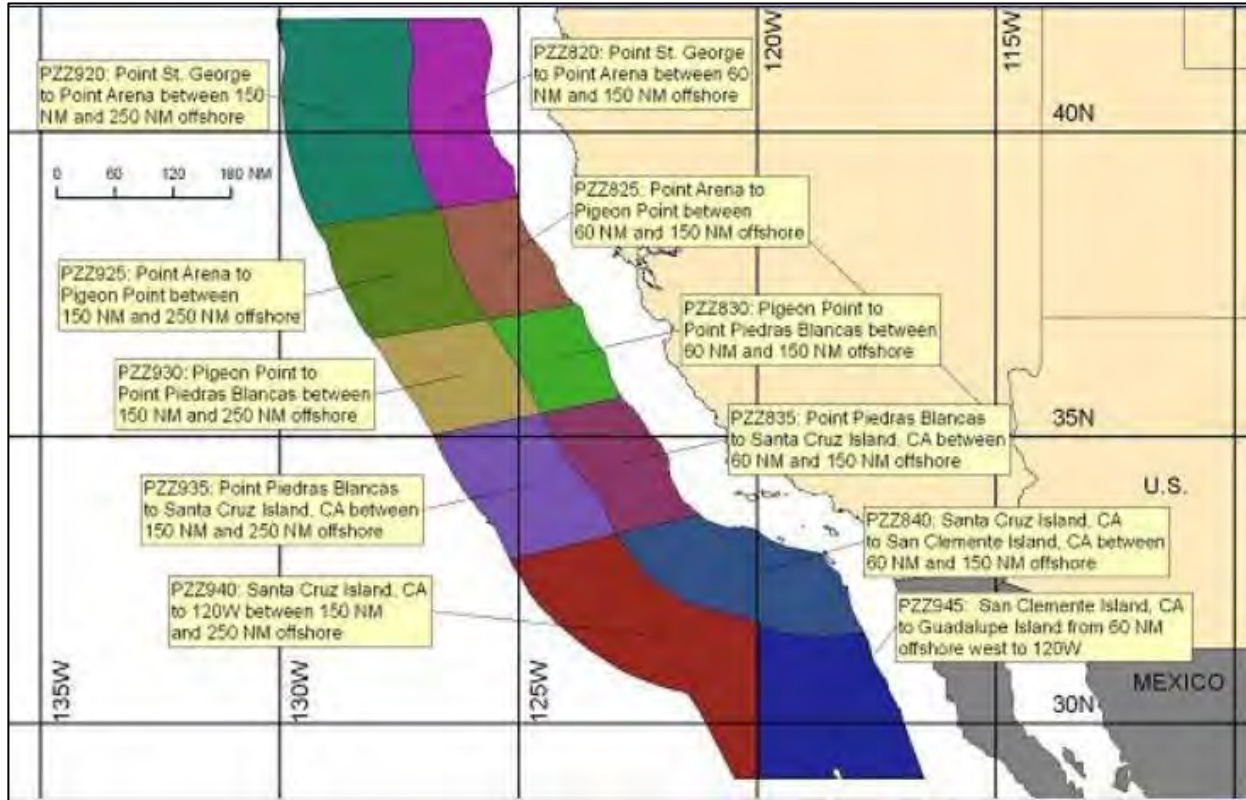 120W
115W
PZZ920: Point St. George
to Point Arena between 150
NM and 250 NM offshore
PZZ820: Point St. George
to Point Arena between 60
NM and 150 NM offshore
40N
0 60 120 180 NM
PZZ825: Point Arena to
Pigeon Point between
60 NM and 150 NM offshore
PZZ925: Point Arena to
Pigeon Point between
150 NM and 250 NM offshore
PZZ830: Pigeon Point to
Point Piedras Blancas between
60 NM and 150 NM offshore
PZZ930: Pigeon Point to
Point Piedras Blancas between
150 NM and 250 NM offshore
35N
PZZ835: Point Piedras Blancas
to Santa Cruz Island, CA between
60 NM and 150 NM offshore
PZZ935: Point Piedras Blancas
to Santa Cruz Island, CA between
150 NM and 250 NM offshore
U.S.
PZZ840: Santa Cruz Island, CA
to San Clemente Island, CA between
60 NM and 150 NM offshore
PZZ940: Santa Cruz Island, CA
to 120W between 150 NM
and 250 NM offshore
PZZ945: San Clemente Island, CA
to Guadalupe Island from 60 NM
offshore west to 120W
MEXICO
135W
130W
125W
30N